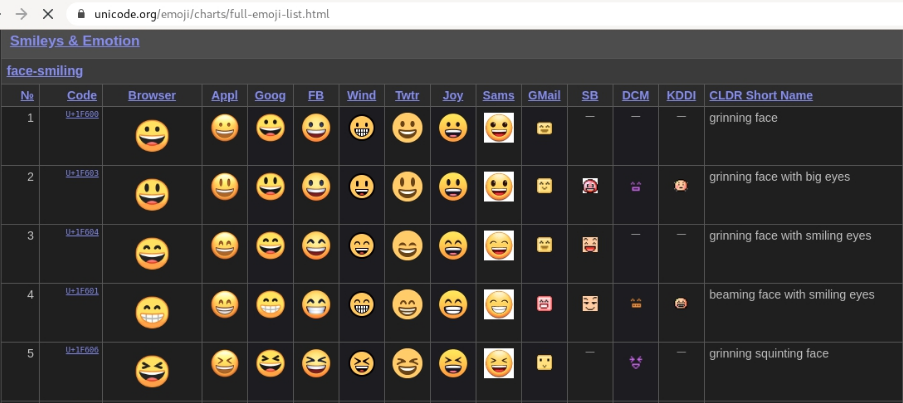 unicode.org/emoji/charts/full-emoji-list.html
Smileys & Emotion
face-smiling
№ Code Browser Appl Goog FB Wind Twtr Joy Sams GMail SB DCM KDDI CLDR Short Name
1 U+1F600 — — — grinning face
2 U+1F603 grinning face with big eyes
3 U+1F604 — — grinning face with smiling eyes
4 U+1F601 beaming face with smiling eyes
5 U+1F606 — — grinning squinting face